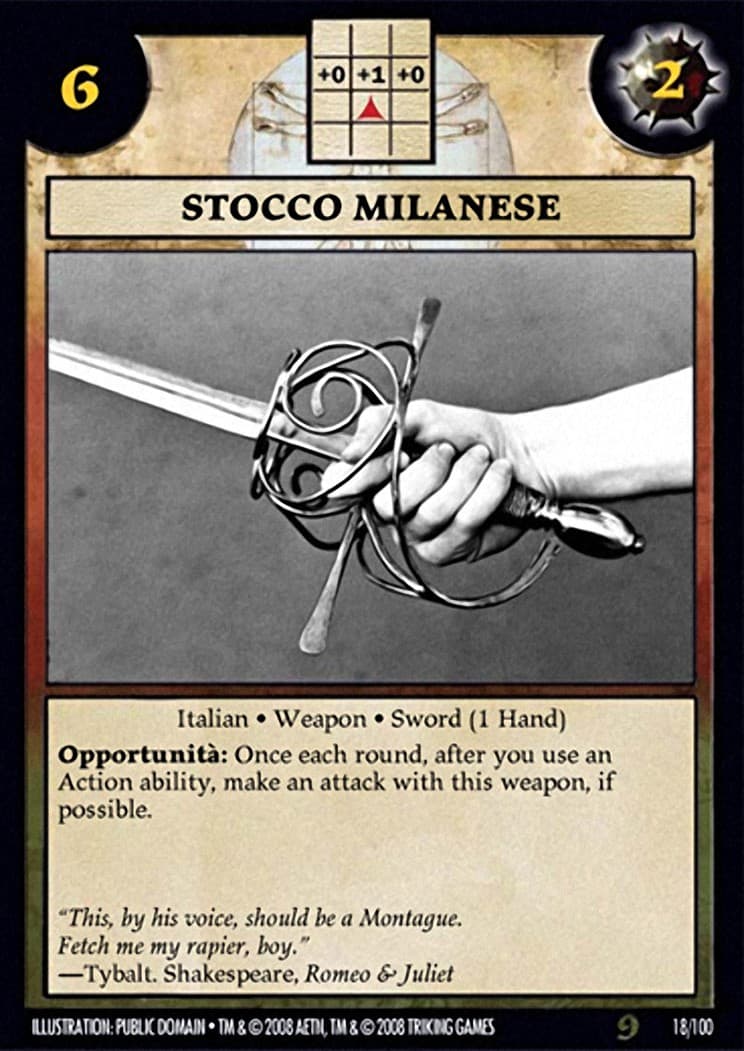 6
+0 +1 +0
2
STOCCO MILANESE
Italian • Weapon • Sword (1 Hand)
Opportunità: Once each round, after you use an
Action ability, make an attack with this weapon, if
possible.
“This, by his voice, should be a Montague.
Fetch me my rapier, boy.”
—Tybalt. Shakespeare, Romeo & Juliet
ILLUSTRATION: PUBLIC DOMAIN • TM & © 2008 AETN, TM & © 2008 TRIKING GAMES
9 18/100